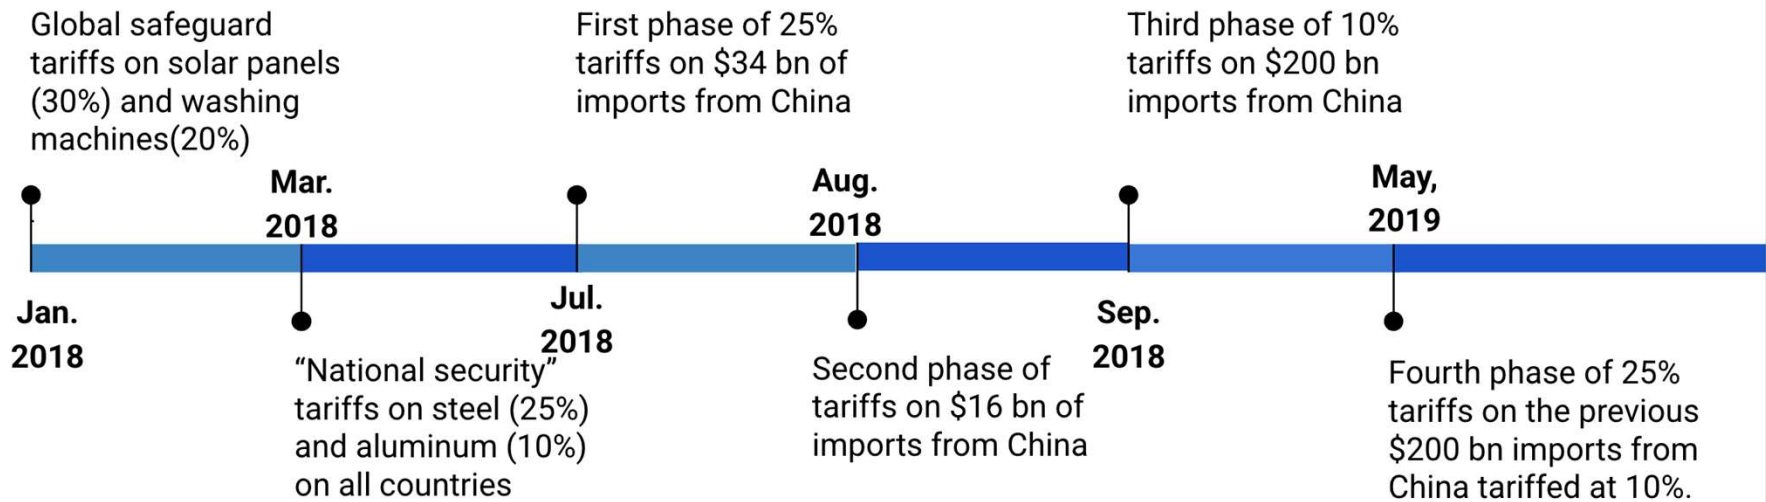 Global safeguard
tariffs on solar panels
(30%) and washing
machines(20%)
Jan.
2018
Mar.
2018
“National security”
tariffs on steel (25%)
and aluminum (10%)
on all countries
First phase of 25%
tariffs on $34 bn of
imports from China
Jul.
2018
Aug.
2018
Second phase of
tariffs on $16 bn of
imports from China
Third phase of 10%
tariffs on $200 bn
imports from China
Sep.
2018
May,
2019
Fourth phase of 25%
tariffs on the previous
$200 bn imports from
China tariffed at 10%.